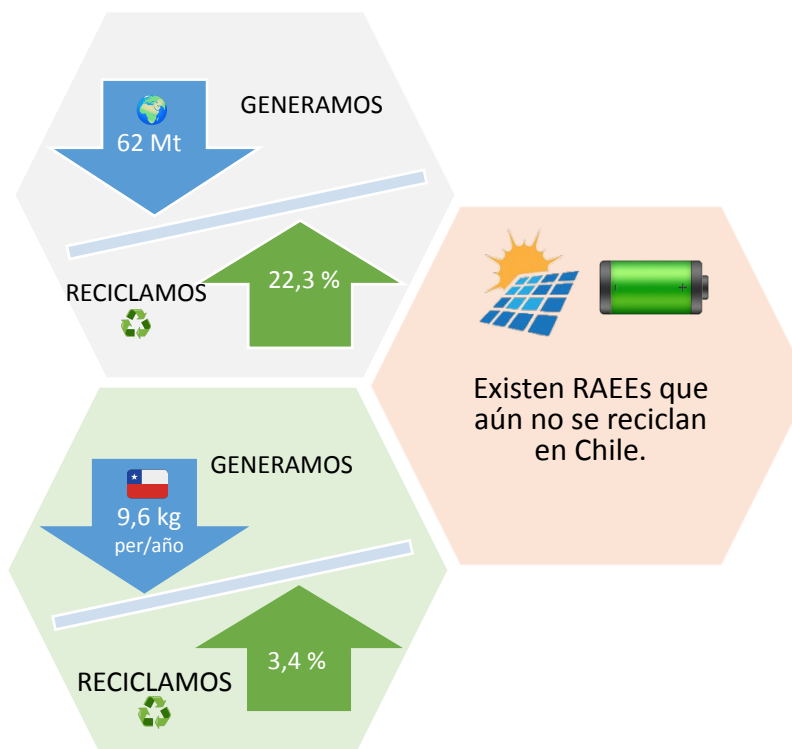 GENERAMOS
62 Mt
22,3 %
RECICLAMOS
GENERAMOS
9,6 kg
per/año
3,4 %
RECICLAMOS
Existen RAEEs que
aún no se reciclan
en Chile.